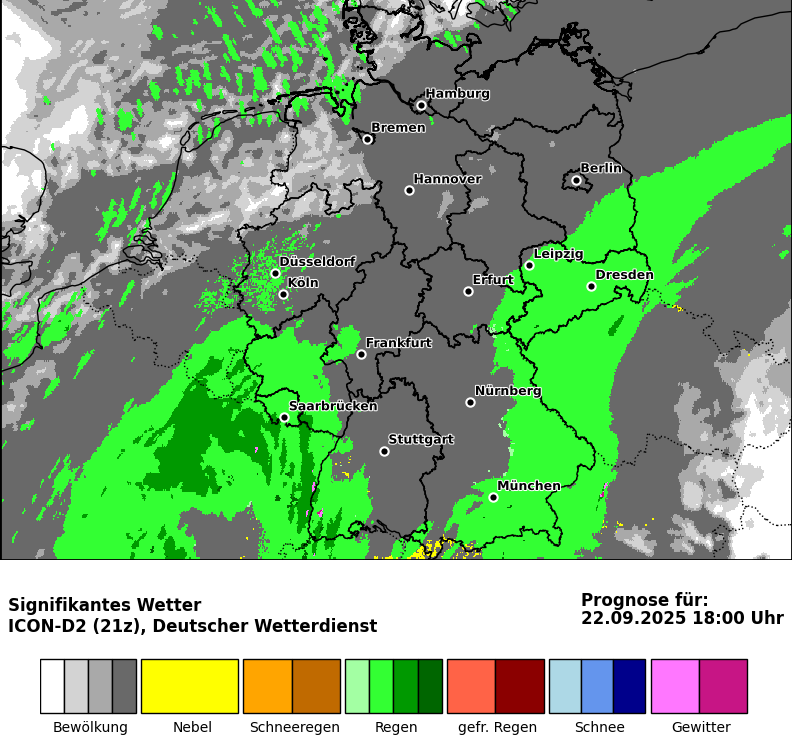 Hamburg
Bremen
Berlin
Hannover
Leipzig
Düsseldorf
Dresden
Erfurt
Köln
Frankfurt
Nürnberg
Saarbrücken
Stuttgart
München
Signifikantes Wetter
ICON-D2 (21z), Deutscher Wetterdienst
Prognose für:
22.09.2025 18:00 Uhr
Bewölkung
Nebel
Schneeregen
Regen
gefr. Regen
Schnee
Gewitter